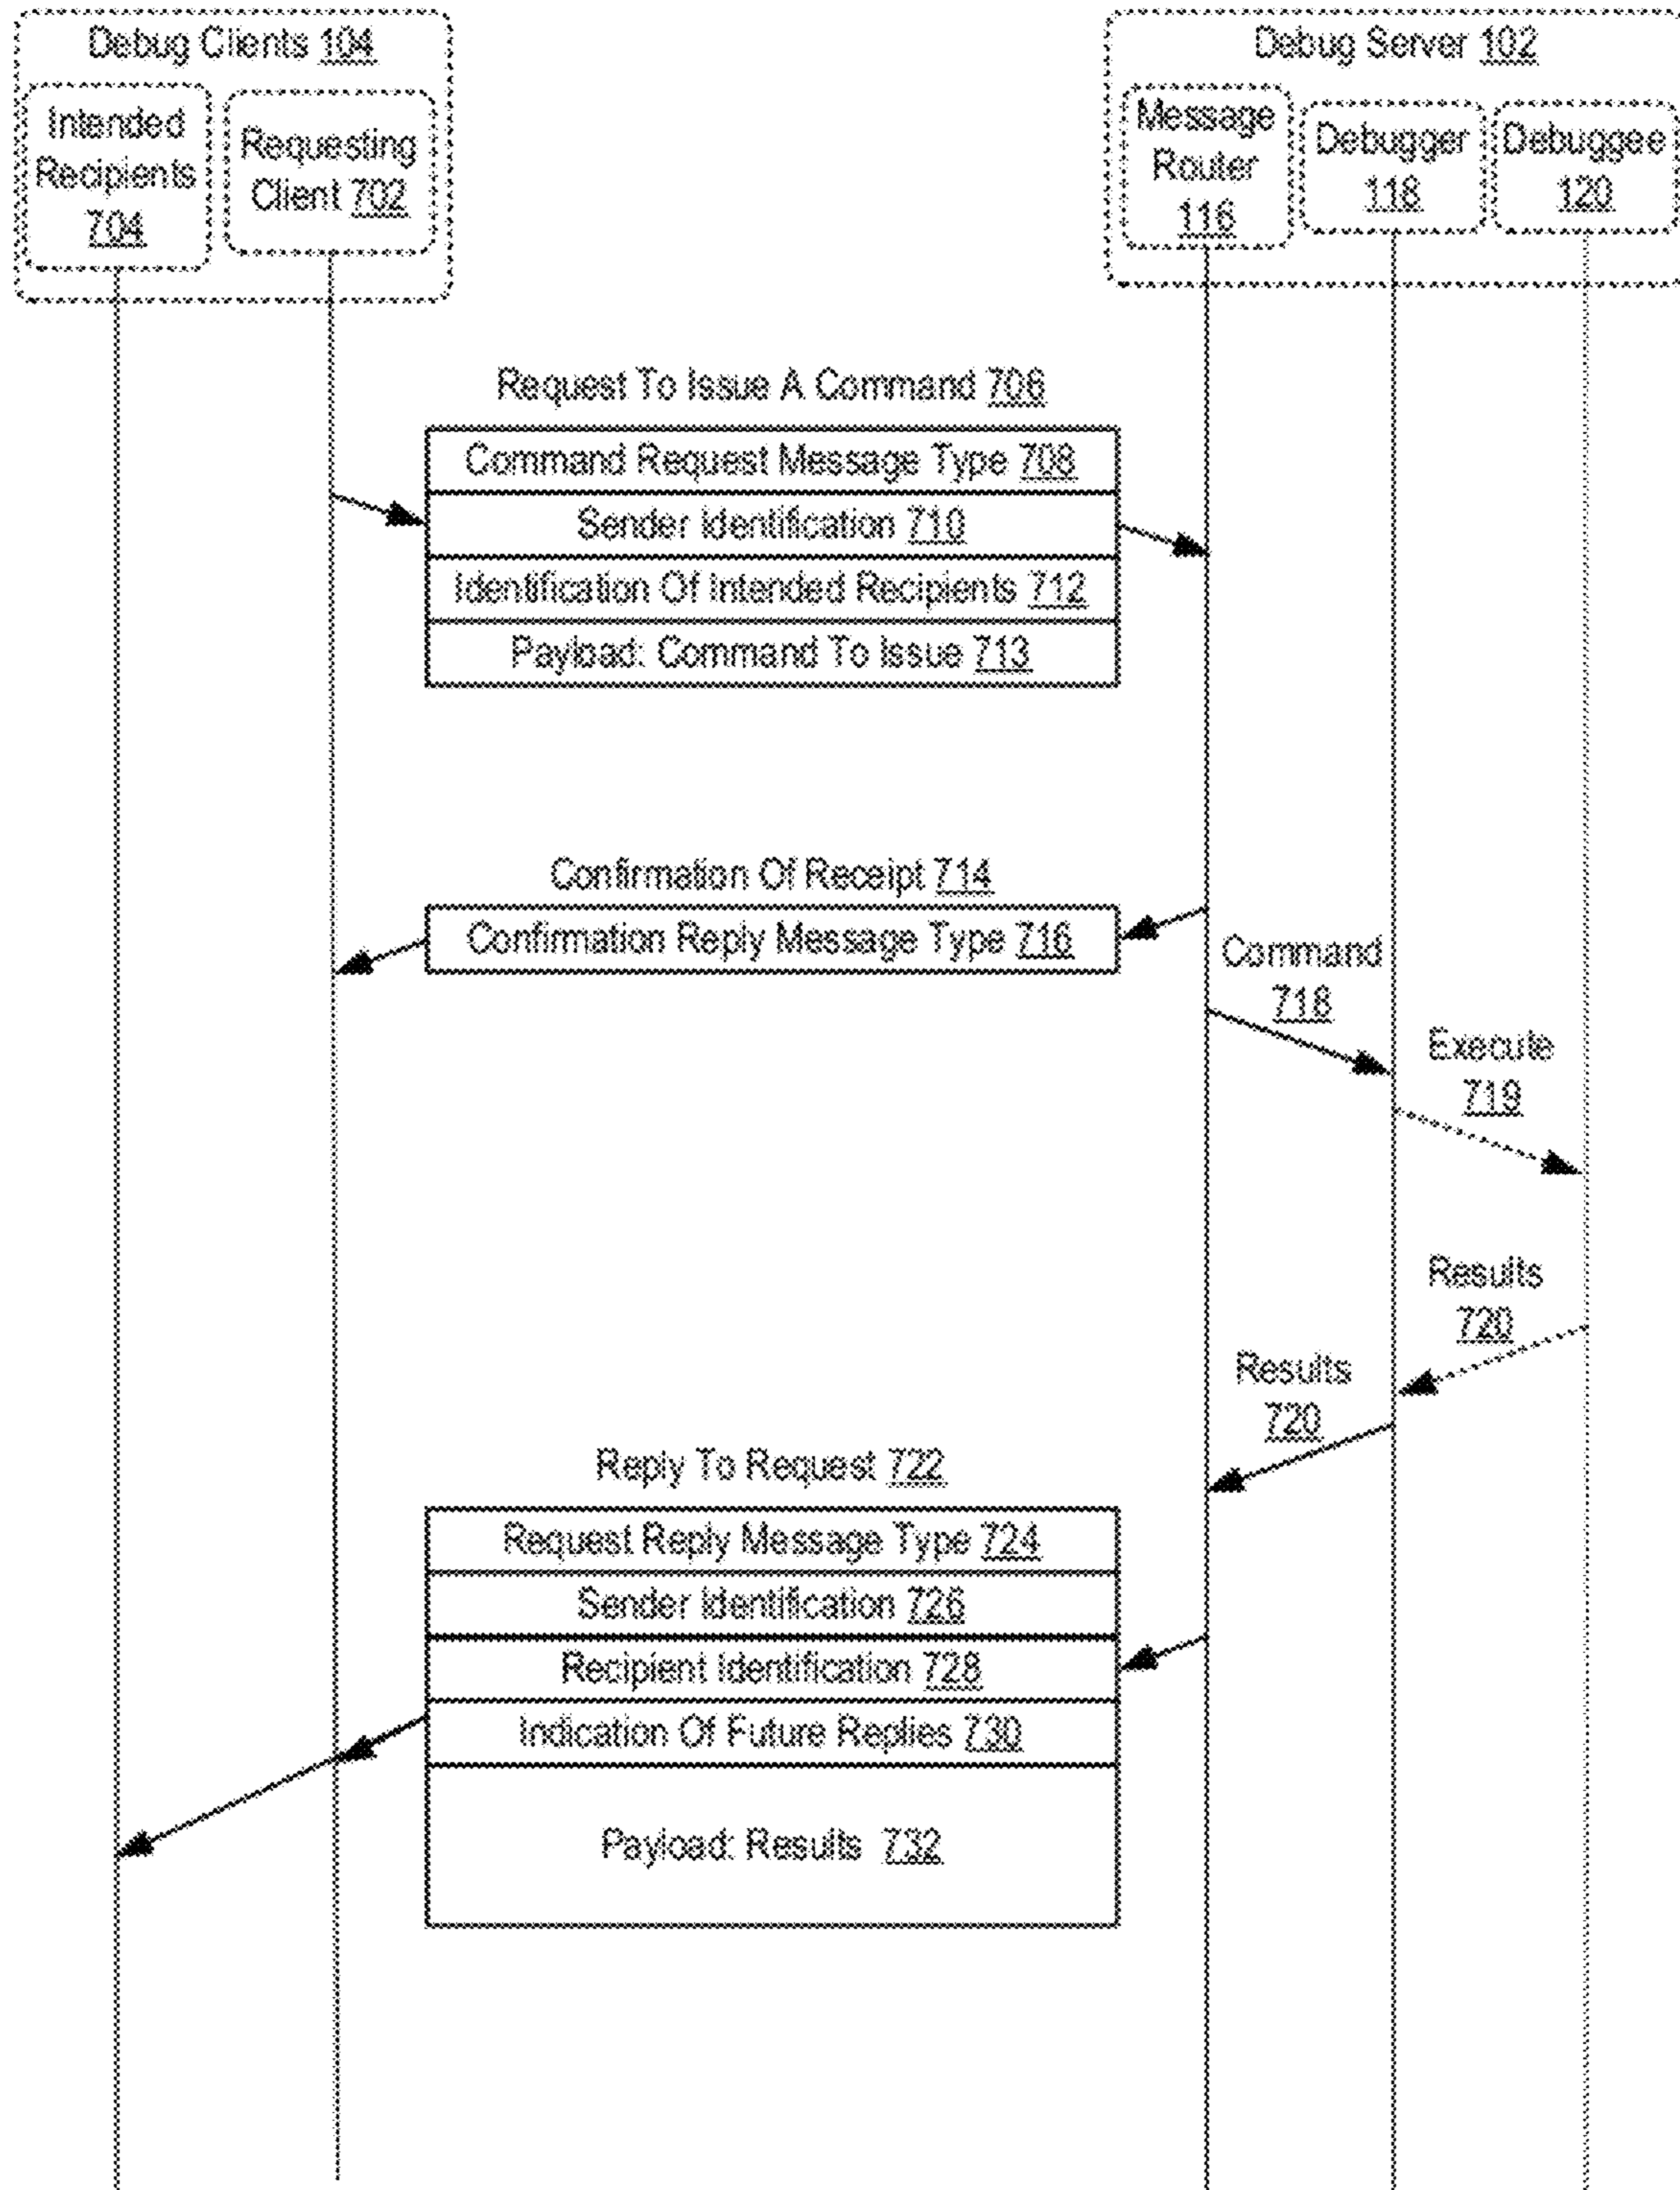 Debug Clients 104
Intended
Recipients
704
Requesting
Client 702
Debug Server 102
Message
Router
116
Debugger
118
Debuggee
120
Request To Issue A Command 706
Command Request Message Type 708
Sender Identification 710
Identification Of Intended Recipients 712
Payload: Command To Issue 713
Confirmation Of Receipt 714
Confirmation Reply Message Type 716
Command
718
Execute
719
Results
720
Results
720
Reply To Request 722
Request Reply Message Type 724
Sender Identification 726
Recipient Identification 728
Indication Of Future Replies 730
Payload: Results 732